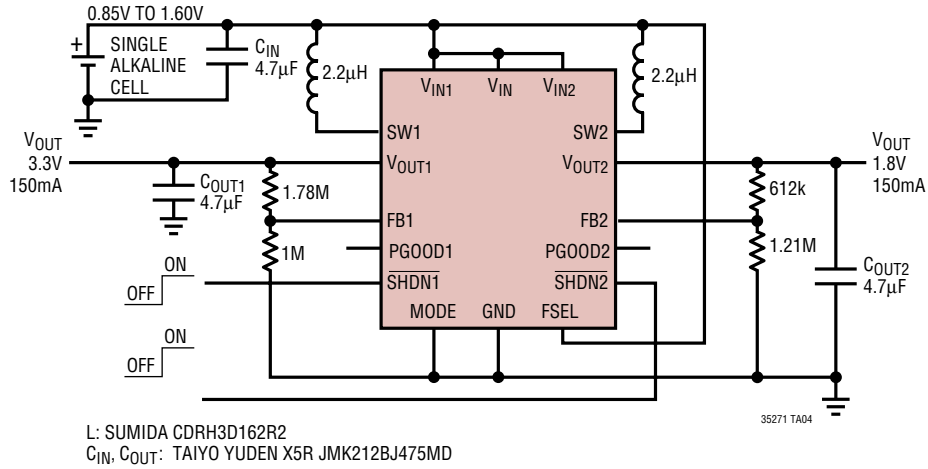 0.85V TO 1.60V
+
SINGLE
ALKALINE
CELL
CIN
4.7µF
2.2µH
2.2µH
VIN1
VIN
VIN2
SW1
SW2
VOUT
3.3V
150mA
VOUT1
VOUT2
VOUT
1.8V
150mA
COUT1
4.7µF
1.78M
612k
FB1
FB2
1M
1.21M
PGOOD1
PGOOD2
COUT2
4.7µF
ON
OFF
SHDN1
SHDN2
MODE
GND
FSEL
ON
OFF
35271 TA04
L: SUMIDA CDRH3D162R2
CIN, COUT: TAIYO YUDEN X5R JMK212BJ475MD